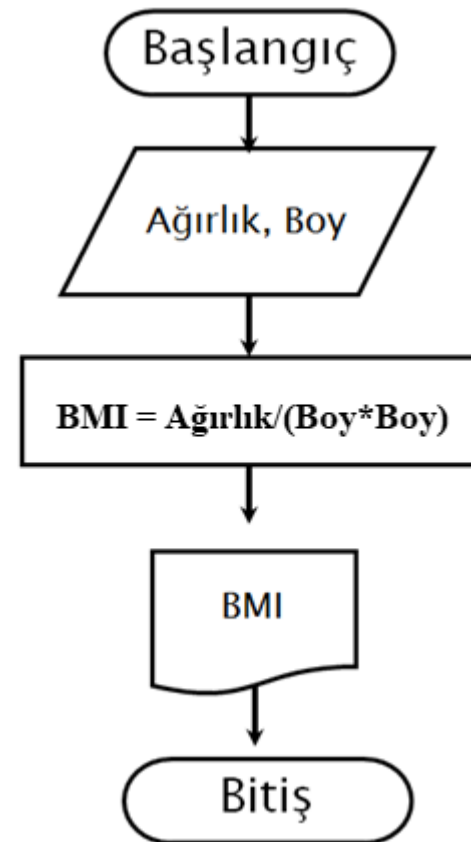 Başlangıç
Ağırlık, Boy
BMI = Ağırlık/(Boy*Boy)
BMI
Bitiş